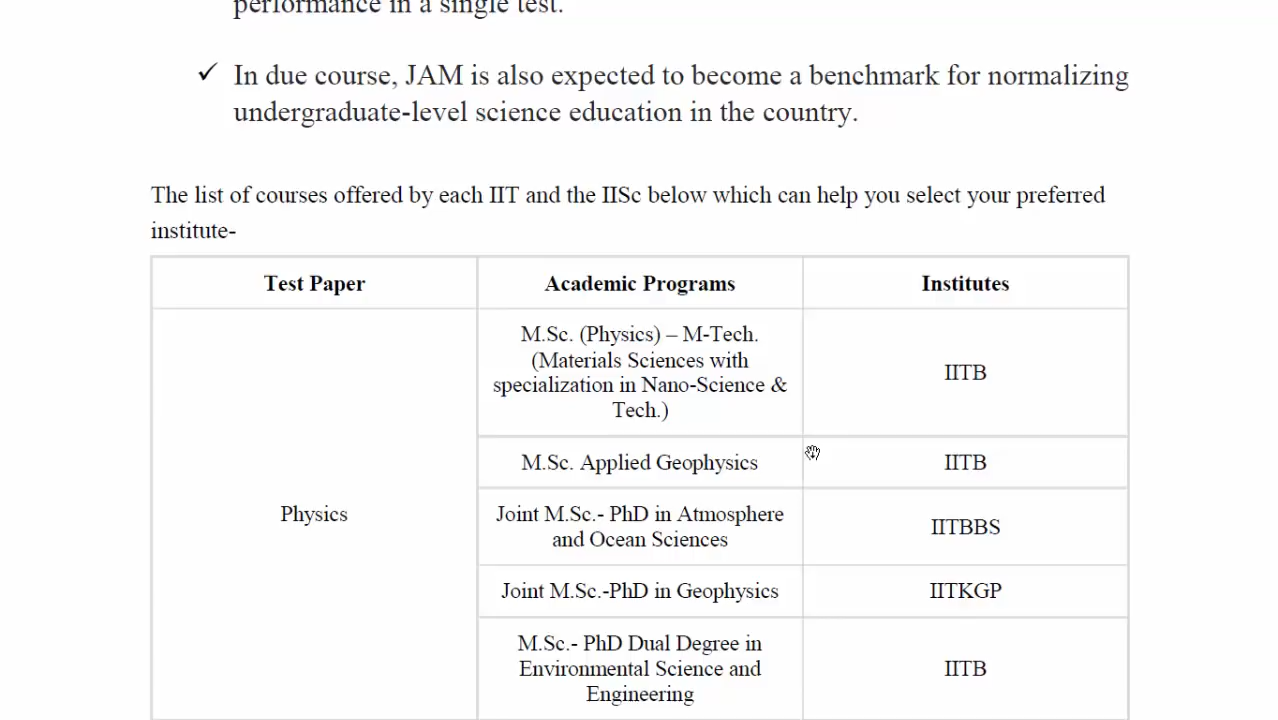 performance in a single test.
✓ In due course, JAM is also expected to become a benchmark for normalizing
undergraduate-level science education in the country.
The list of courses offered by each IIT and the IISc below which can help you select your preferred
institute-
Test Paper
Academic Programs
Institutes
Physics
M.Sc. (Physics) – M-Tech.
(Materials Sciences with
specialization in Nano-Science &
Tech.)
IITB
M.Sc. Applied Geophysics
IITB
Joint M.Sc.- PhD in Atmosphere
and Ocean Sciences
IITBBS
Joint M.Sc.-PhD in Geophysics
IITKGP
M.Sc.- PhD Dual Degree in
Environmental Science and
Engineering
IITB